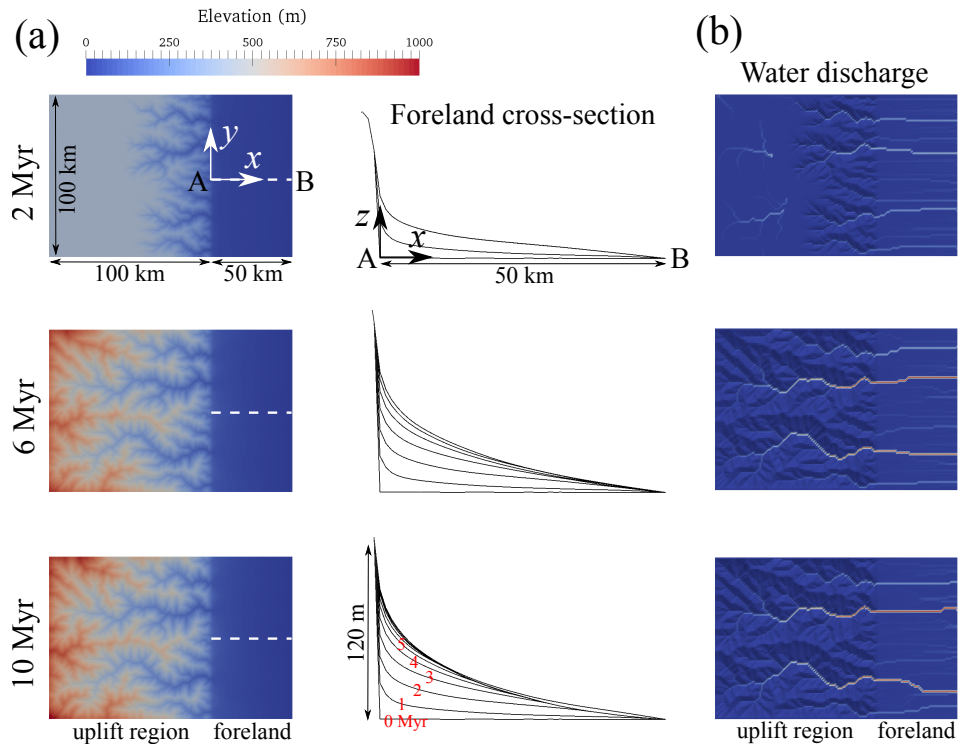 (a)
Elevation (m)
0 250 500 750 1000
(b)
Water discharge
Foreland cross-section
2 Myr
100 km
y
x
A
B
100 km
50 km
z
x
A
B
50 km
6 Myr
10 Myr
120 m
5
4
3
2
1
0 Myr
uplift region
foreland
uplift region
foreland